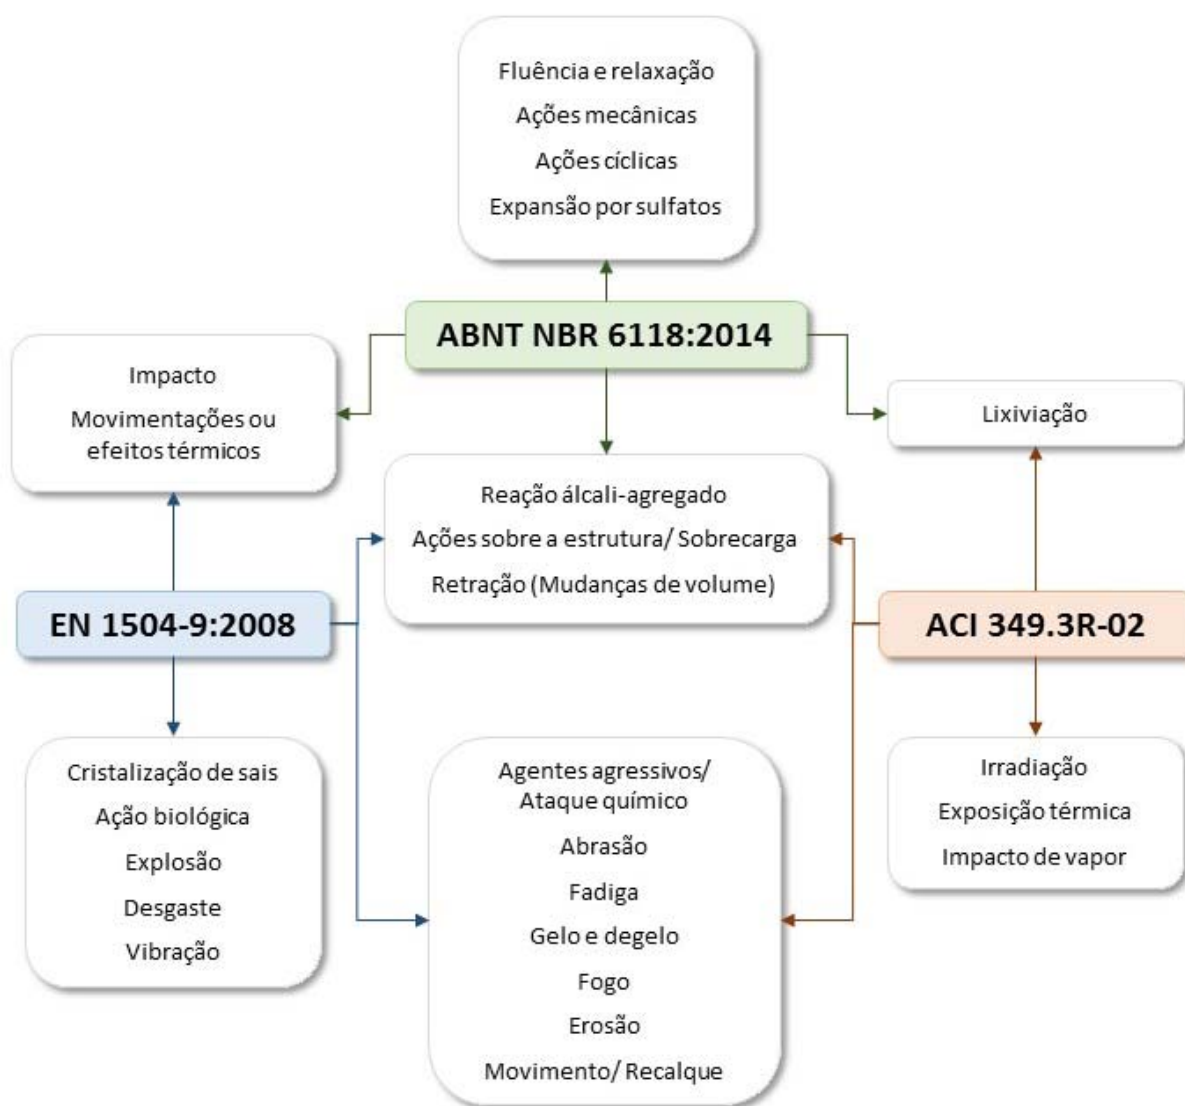 Fluência e relaxação
Ações mecânicas
Ações cíclicas
Expansão por sulfatos
ABNT NBR 6118:2014
Impacto
Movimentações ou
efeitos térmicos
Lixiviação
Reação álcali-agregado
Ações sobre a estrutura/ Sobrecarga
Retração (Mudanças de volume)
EN 1504-9:2008
ACI 349.3R-02
Cristalização de sais
Ação biológica
Explosão
Desgaste
Vibração
Agentes agressivos/
Ataque químico
Abrasão
Fadiga
Gelo e degelo
Fogo
Erosão
Movimento/ Recalque
Irradiação
Exposição térmica
Impacto de vapor